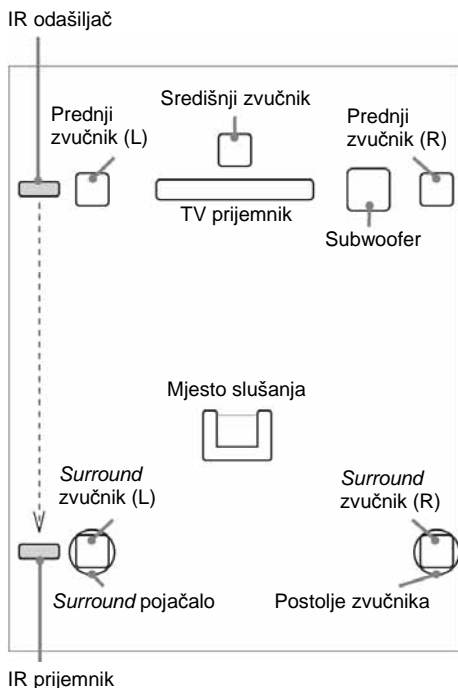 IR odašiljač
Središnji zvučnik
Prednji
zvučnik (L)
Prednji
zvučnik (R)
TV prijemnik
Subwoofer
Mjesto slušanja
Surround
zvučnik (L)
Surround
zvučnik (R)
Surround pojačalo
Postolje zvučnika
IR prijemnik